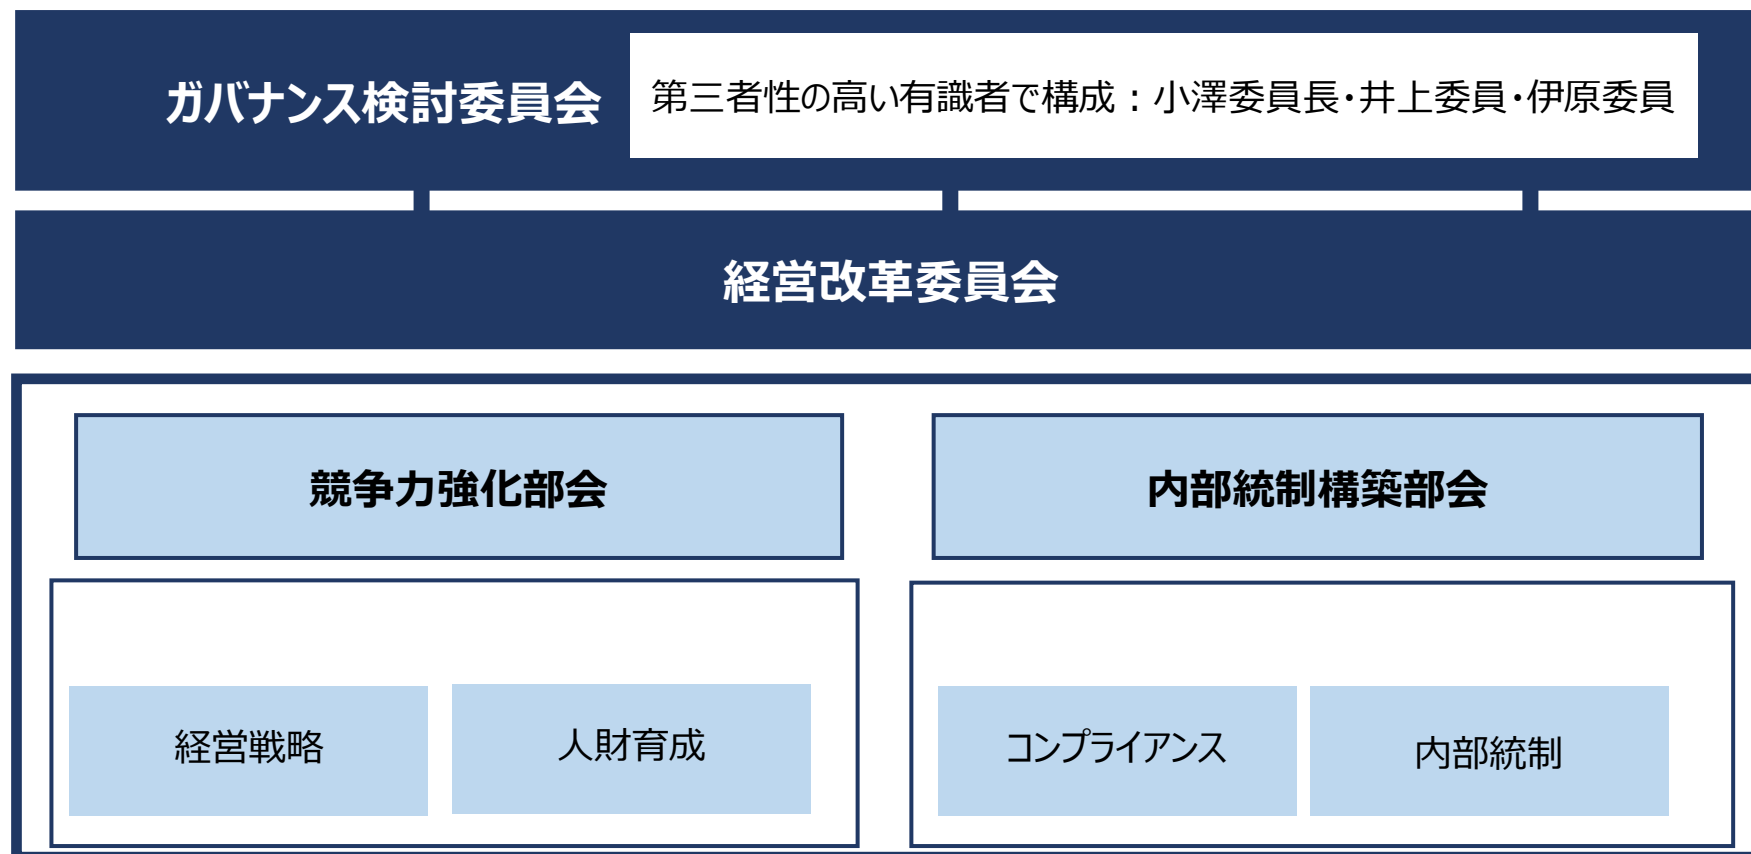 ガバナンス検討委員会
第三者性の高い有識者で構成：小澤委員長・井上委員・伊原委員
経営改革委員会
競争力強化部会
内部統制構築部会
経営戦略
人財育成
コンプライアンス
内部統制